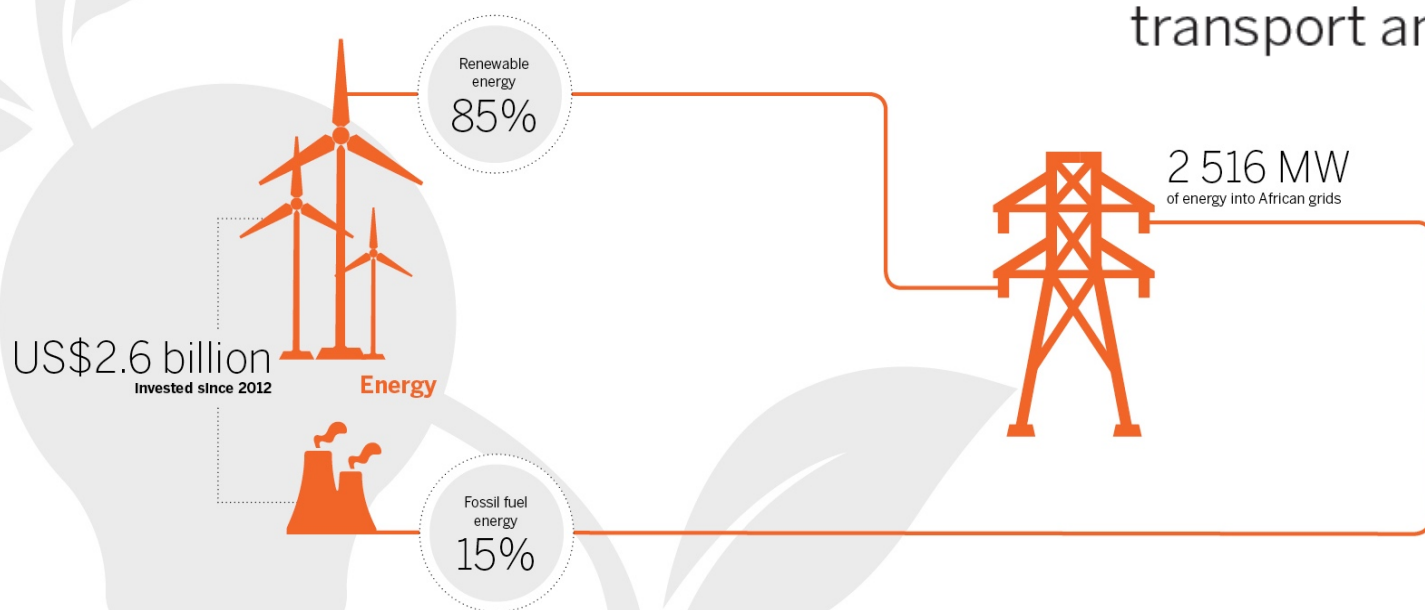 transport
Renewable
energy
85%
2 516 MW
of energy into African grids
US$2.6 billion
Invested since 2012
Energy
Fossil fuel
energy
15%